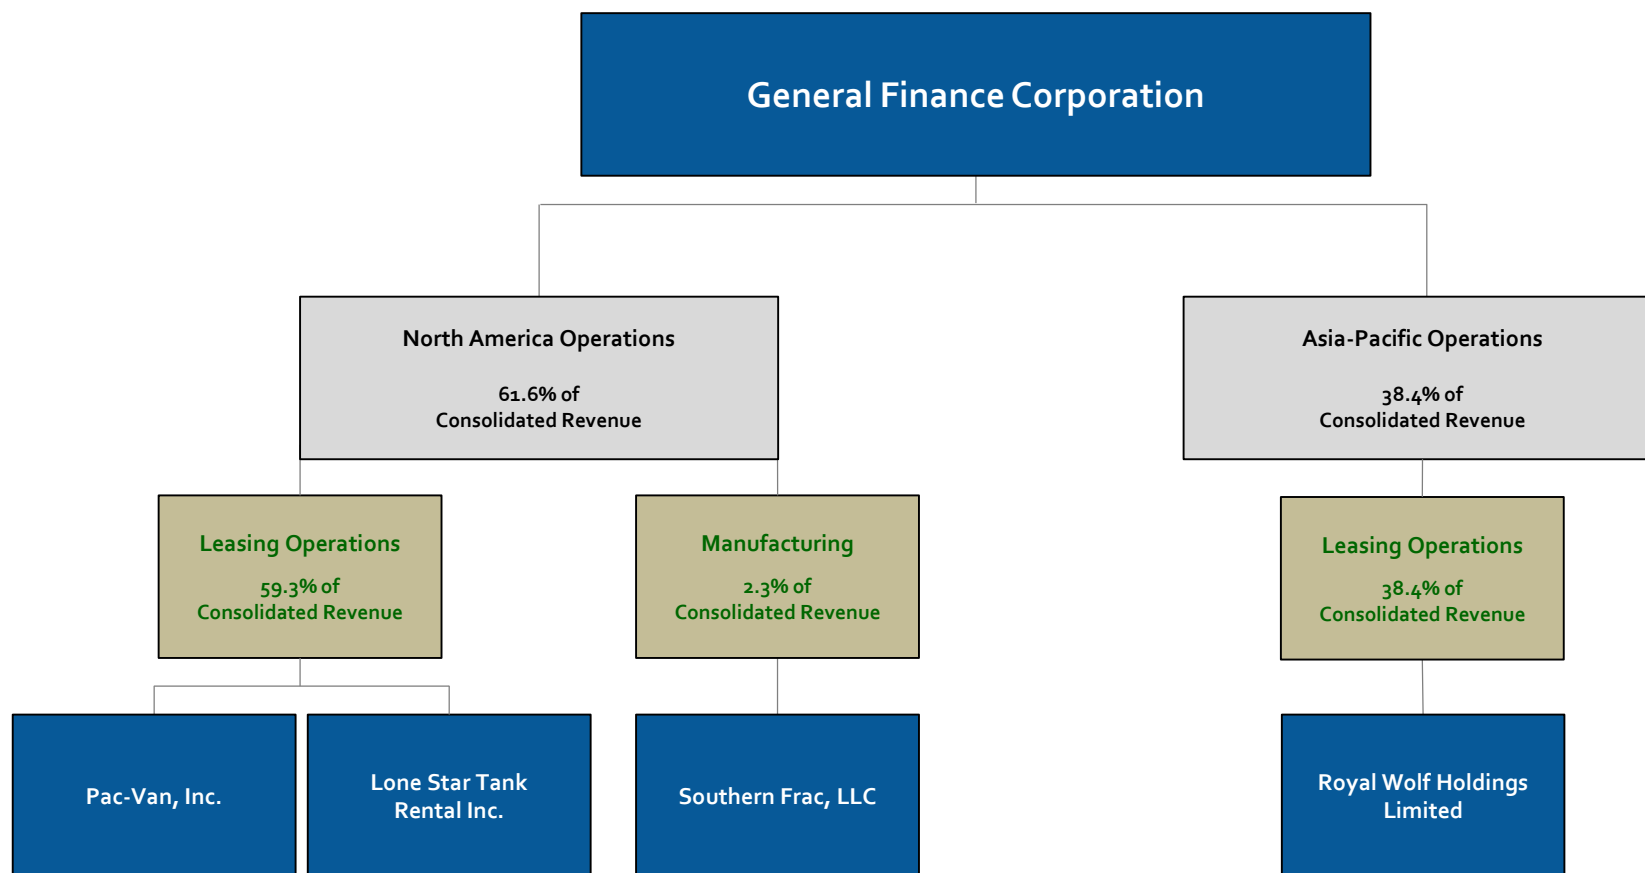 General Finance Corporation
North America Operations
61.6% of
Consolidated Revenue
Asia-Pacific Operations
38.4% of
Consolidated Revenue
Leasing Operations
59.3% of
Consolidated Revenue
Manufacturing
2.3% of
Consolidated Revenue
Leasing Operations
38.4% of
Consolidated Revenue
Pac-Van, Inc.
Lone Star Tank
Rental Inc.
Southern Frac, LLC
Royal Wolf Holdings
Limited